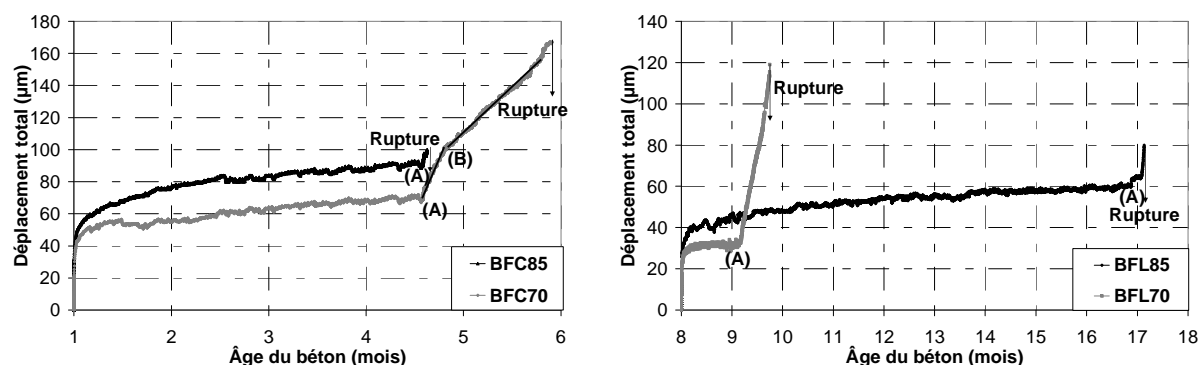 Déplacement total (µm)
180
160
140
120
100
80
60
40
20
0
Rupture
Rupture
(A)
(B)
(A)
BFC85
BFC70
1 2 3 4 5 6
Âge du béton (mois)
Déplacement total (µm)
140
120
100
80
60
40
20
0
Rupture
(A)
(A)
Rupture
BFL85
BFL70
8 9 10 11 12 13 14 15 16 17 18
Âge du béton (mois)